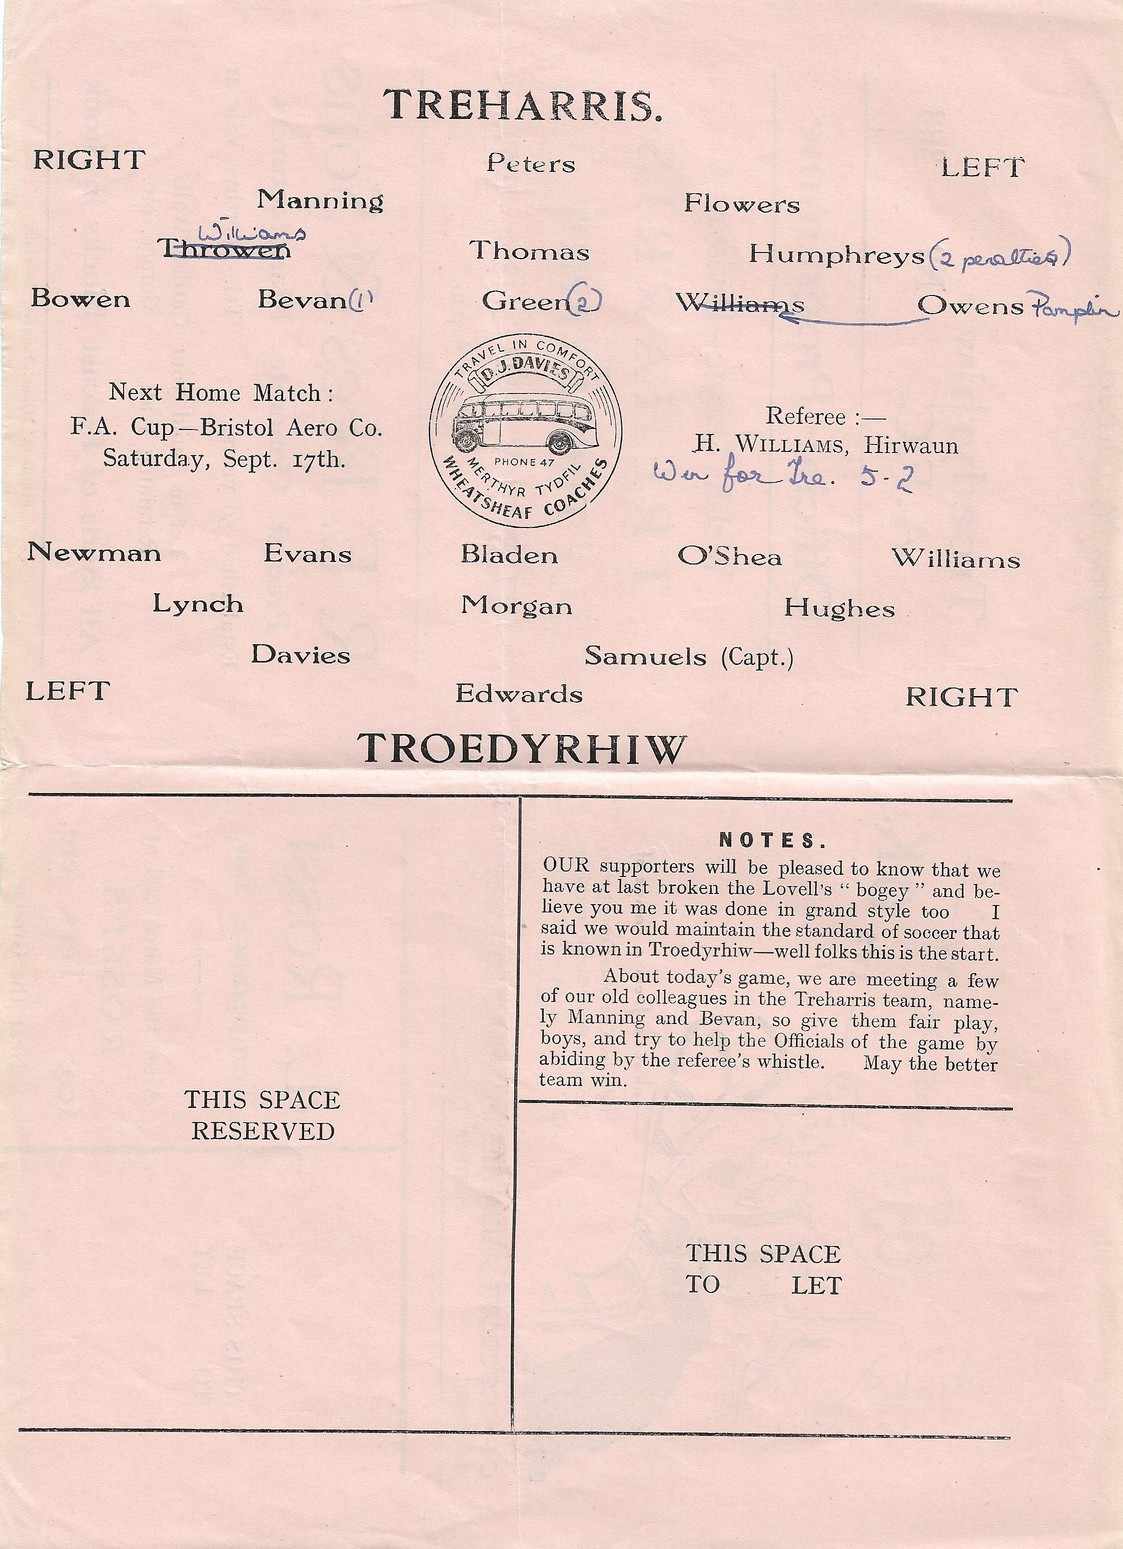 TREHARRIS.
RIGHT Peters LEFT
Manning Flowers
Williams
Throwen Thomas Humphreys (2 penalties)
Bowen Bevan (1) Green (2) Williams Owens Pamplin
TRAVEL IN COMFORT
D.J. DAVIES
PHONE 47
MERTHYR TYDFIL
WHEATSHEAF COACHES
Next Home Match :
F.A. Cup—Bristol Aero Co.
Saturday, Sept. 17th.
Referee :—
H. WILLIAMS, Hirwaun
Win for Tre. 5-2
Newman Evans Bladen O'Shea Williams
Lynch Morgan Hughes
Davies Samuels (Capt.)
LEFT Edwards RIGHT
TROEDYRHIW
NOTES.
OUR supporters will be pleased to know that we
have at last broken the Lovell's “ bogey ” and be-
lieve you me it was done in grand style too I
said we would maintain the standard of soccer that
is known in Troedyrhiw—well folks this is the start.
About today's game, we are meeting a few
of our old colleagues in the Treharris team, name-
ly Manning and Bevan, so give them fair play,
boys, and try to help the Officials of the game by
abiding by the referee's whistle. May the better
team win.
THIS SPACE
RESERVED
THIS SPACE
TO LET